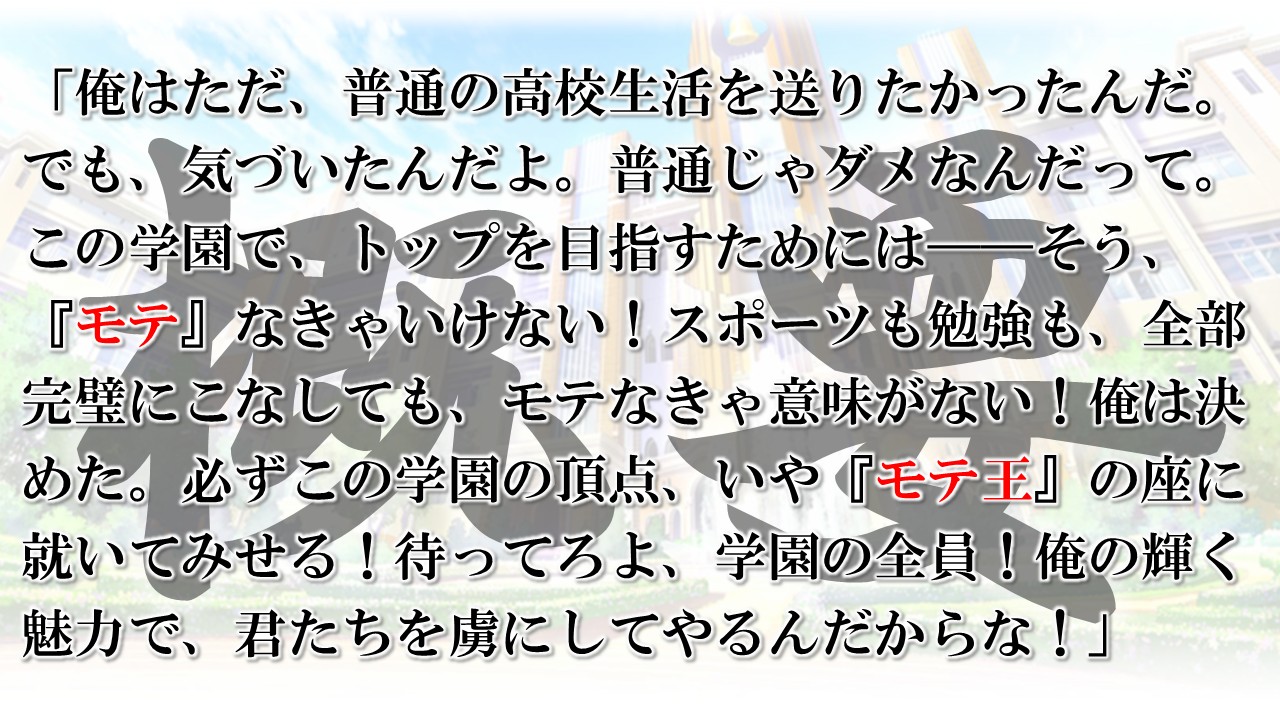 「俺はただ、普通の高校生活を送りたかったんだ。
でも、気づいたんだよ。普通じゃダメなんだって。
この学園で、トップを目指すためには――そう、
『モテ』なきゃいけない！スポーツも勉強も、全部
完璧にこなしても、モテなきゃ意味がない！俺は決
めた。必ずこの学園の頂点、いや『モテ王』の座に
就いてみせる！待ってろよ、学園の全員！俺の輝く
魅力で、君たちを虜にしてやるんだからな！」
概要